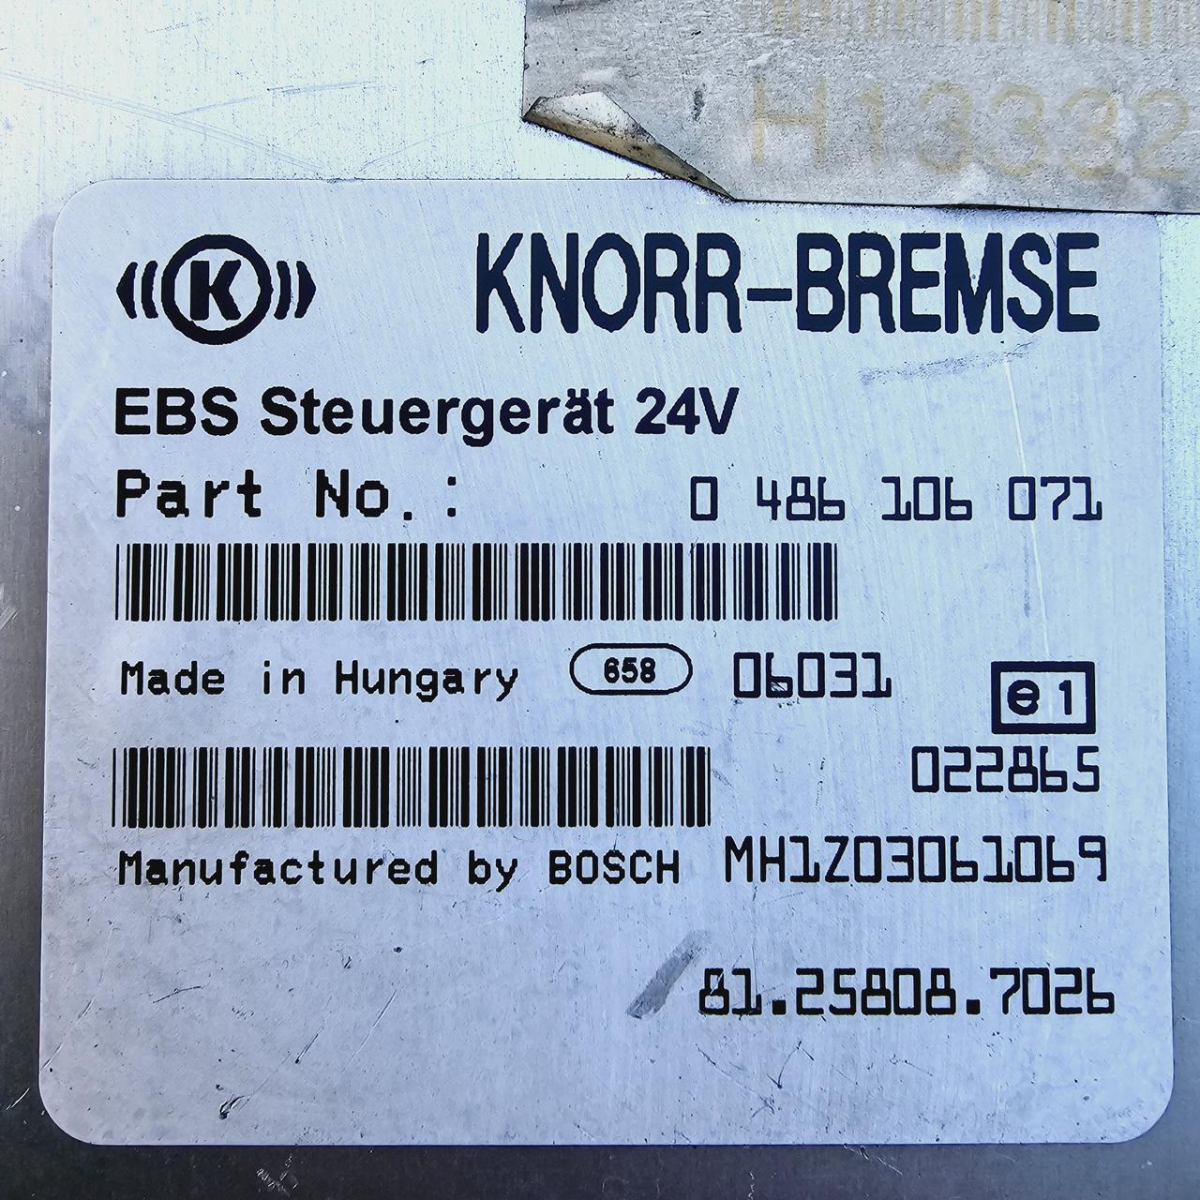 H13332
K
KNORR-BREMSE
EBS Steuergerät 24V
Part No.: 0 486 106 071
Made in Hungary 658 06031
e1
022865
Manufactured by BOSCH MH1Z03061069
81.25808.7026